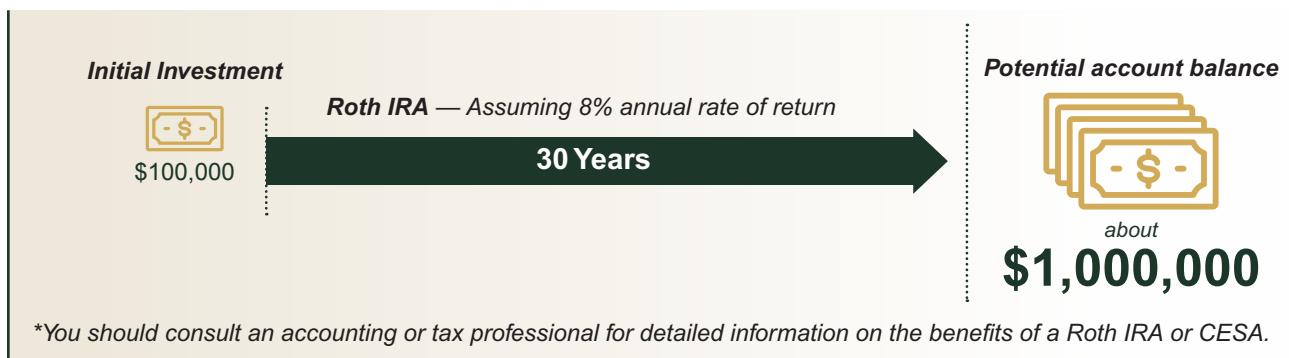 Initial Investment
$100,000
Roth IRA — Assuming 8% annual rate of return
30 Years
Potential account balance
about
$1,000,000
*You should consult an accounting or tax professional for detailed information on the benefits of a Roth IRA or CESA.